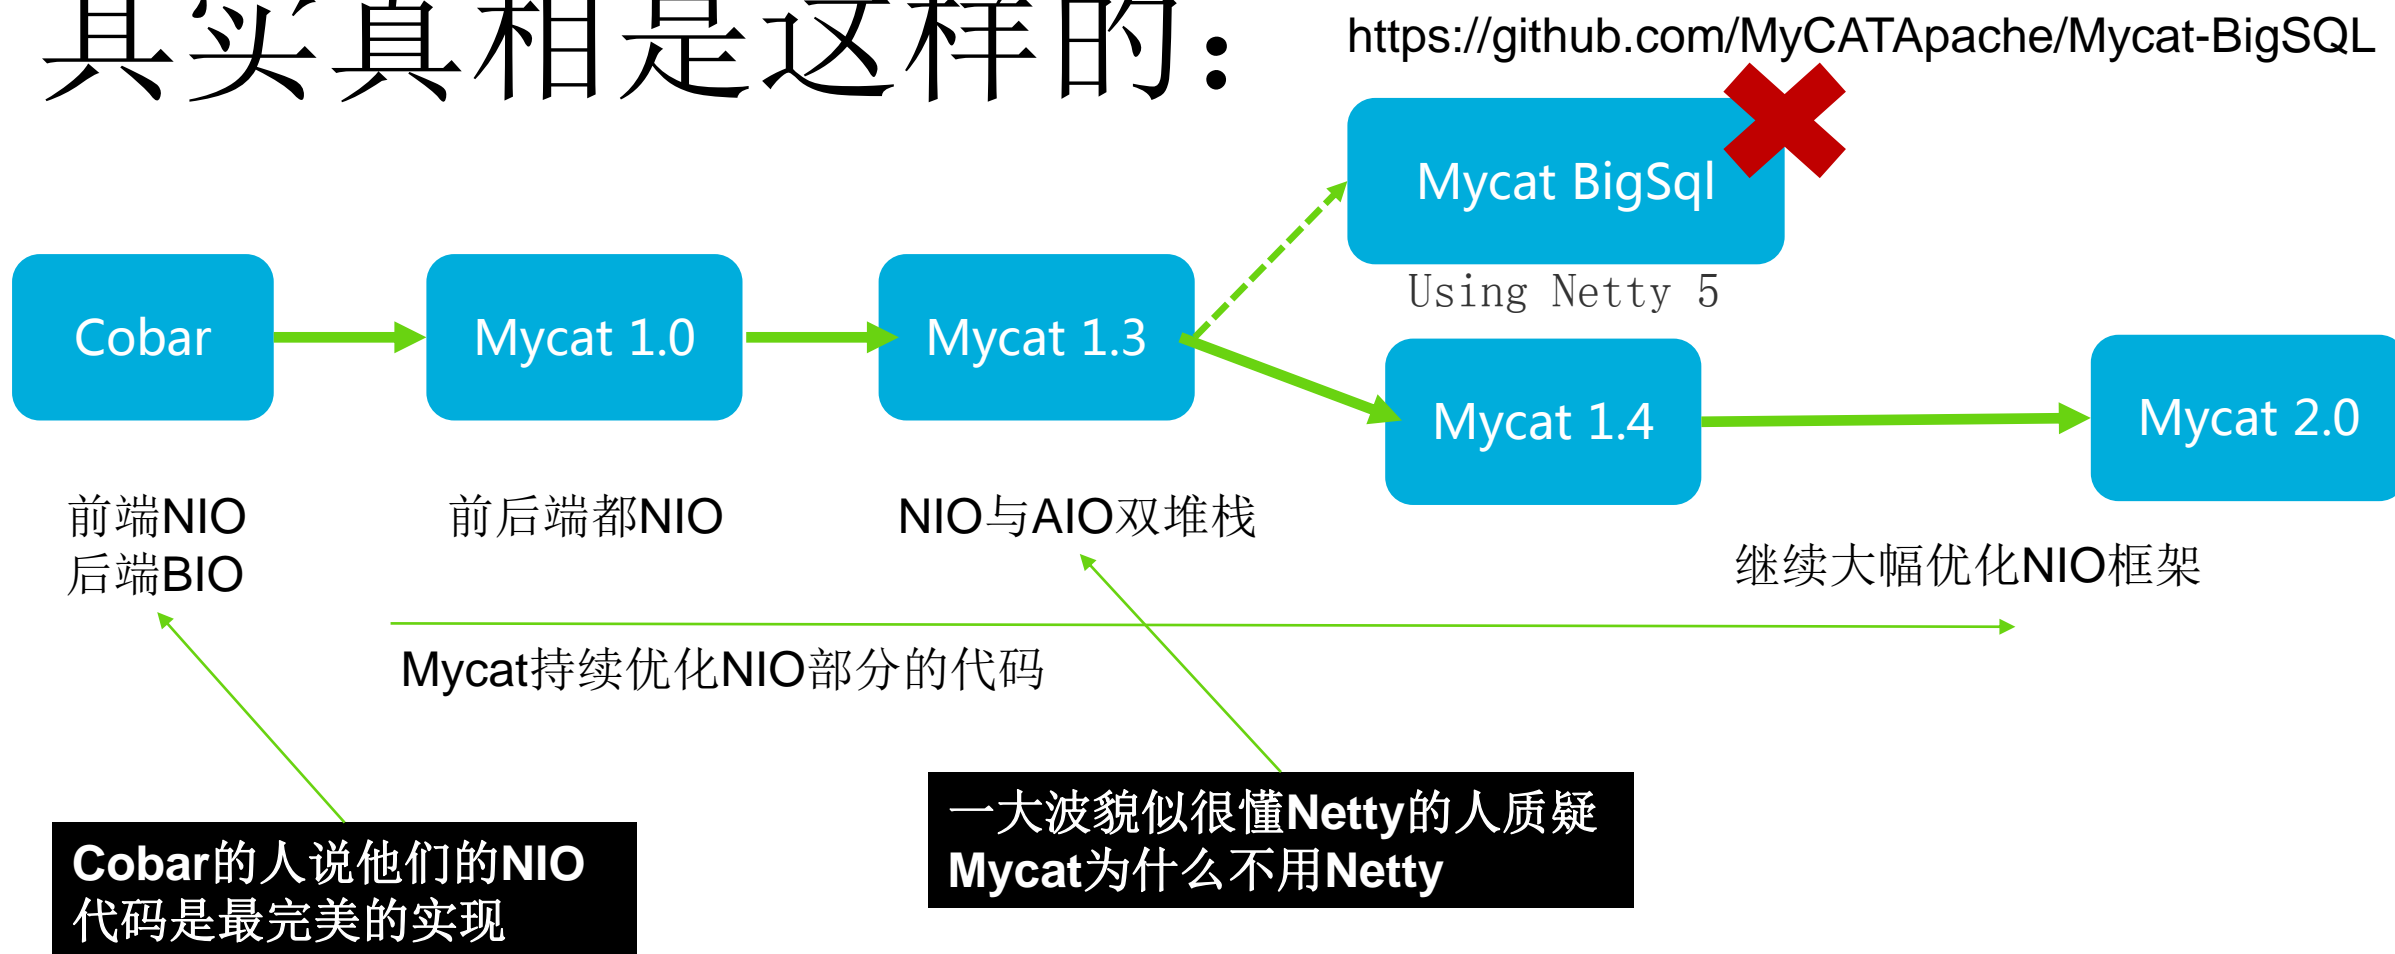 其实真相是这样的：
https://github.com/MyCATApache/Mycat-BigSQL
Mycat BigSql
Using Netty 5
Cobar
Mycat 1.0
Mycat 1.3
Mycat 1.4
Mycat 2.0
前端NIO
后端BIO
前后端都NIO
NIO与AIO双堆栈
继续大幅优化NIO框架
Mycat持续优化NIO部分的代码
一大波貌似很懂Netty的人质疑
Mycat为什么不用Netty
Cobar的人说他们的NIO
代码是最完美的实现